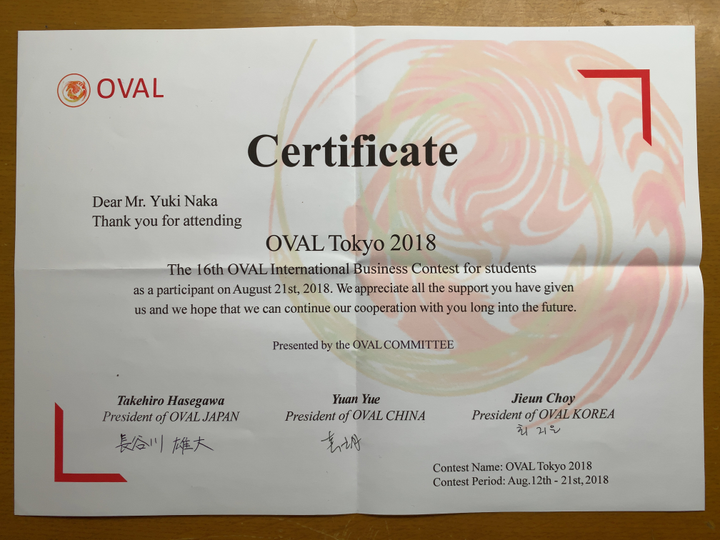 OVAL
Certificate
Dear Mr. Yuki Naka
Thank you for attending
OVAL Tokyo 2018
The 16th OVAL International Business Contest for students
as a participant on August 21st, 2018. We appreciate all the support you have given
us and we hope that we can continue our cooperation with you long into the future.
Presented by the OVAL COMMITTEE
Takehiro Hasegawa
President of OVAL JAPAN
長谷川 雄大
Yuan Yue
President of OVAL CHINA
Jieun Choy
President of OVAL KOREA
최지은
Contest Name: OVAL Tokyo 2018
Contest Period: Aug.12th - 21st, 2018